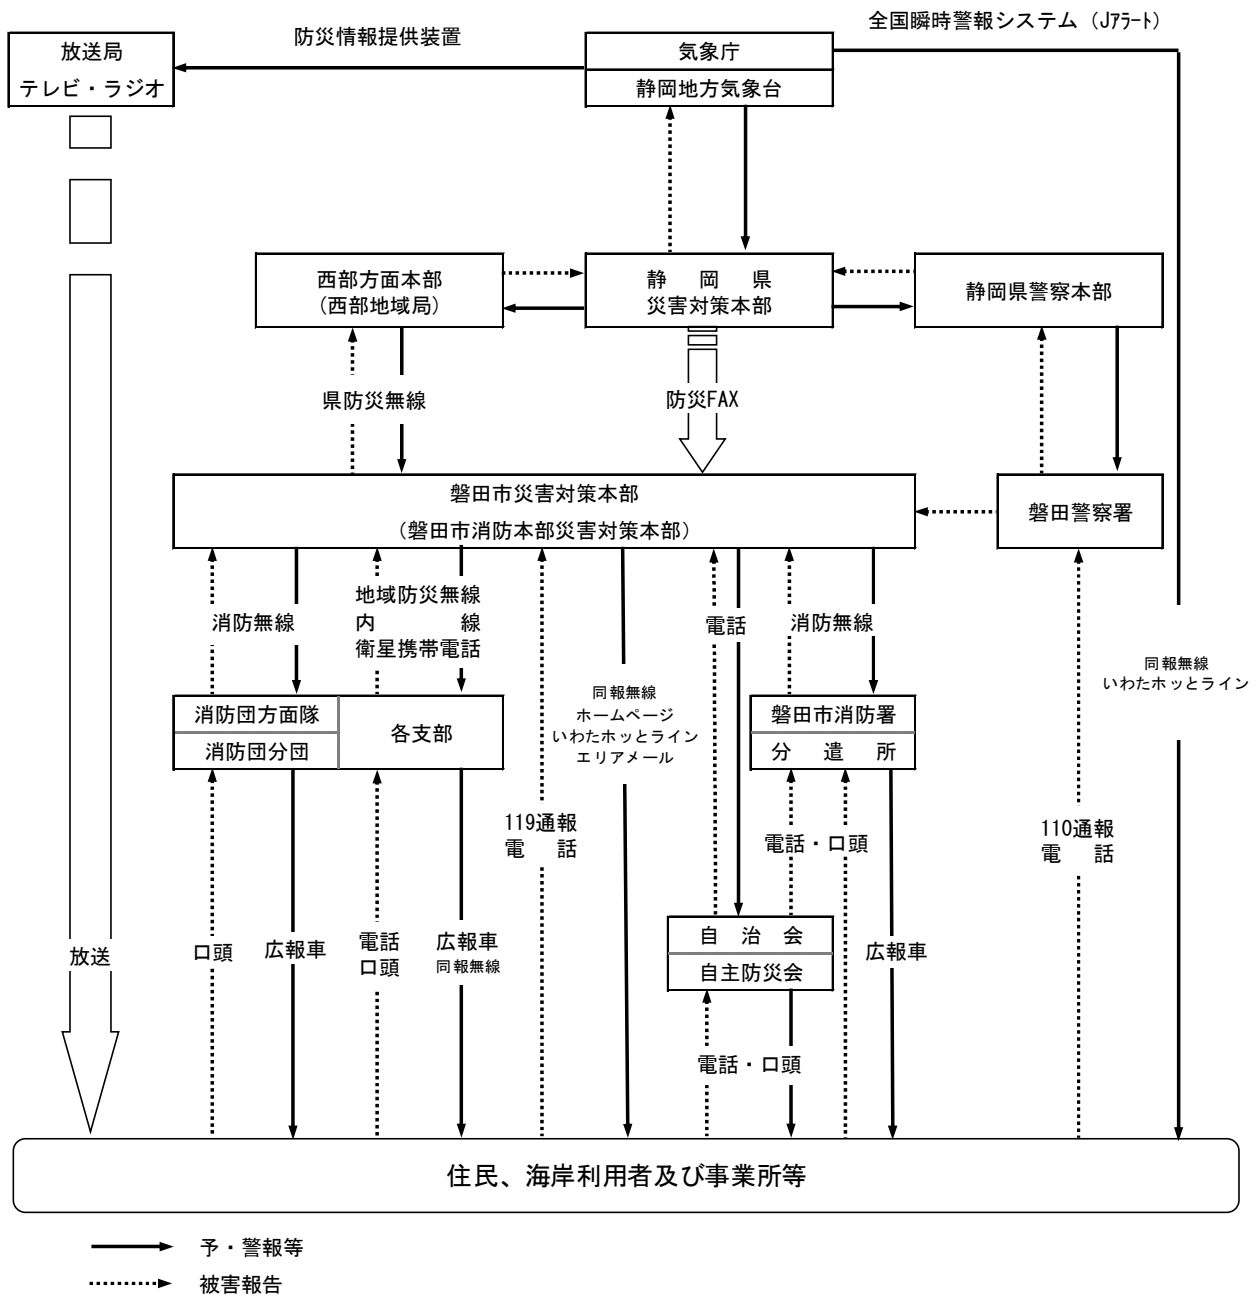 全国瞬時警報システム（Jｱﾗｰﾄ）
防災情報提供装置
放送局
テレビ・ラジオ
気象庁
静岡地方気象台
西部方面本部
（西部地域局）
静　岡　県
災害対策本部
静岡県警察本部
県防災無線
防災FAX
磐田市災害対策本部
（磐田市消防本部災害対策本部）
磐田警察署
消防無線
地域防災無線
内　　　　線
衛星携帯電話
電話
消防無線
同報無線
いわたホッとライン
同報無線
ホームページ
いわたホッとライン
エリアメール
消防団方面隊
消防団分団
各支部
磐田市消防署
分　遣　所
119通報
電　話
電話・口頭
110通報
電　話
自　治　会
自主防災会
放送
口頭
広報車
電話
口頭
広報車
同報無線
広報車
電話・口頭
住民、海岸利用者及び事業所等
予・警報等
被害報告